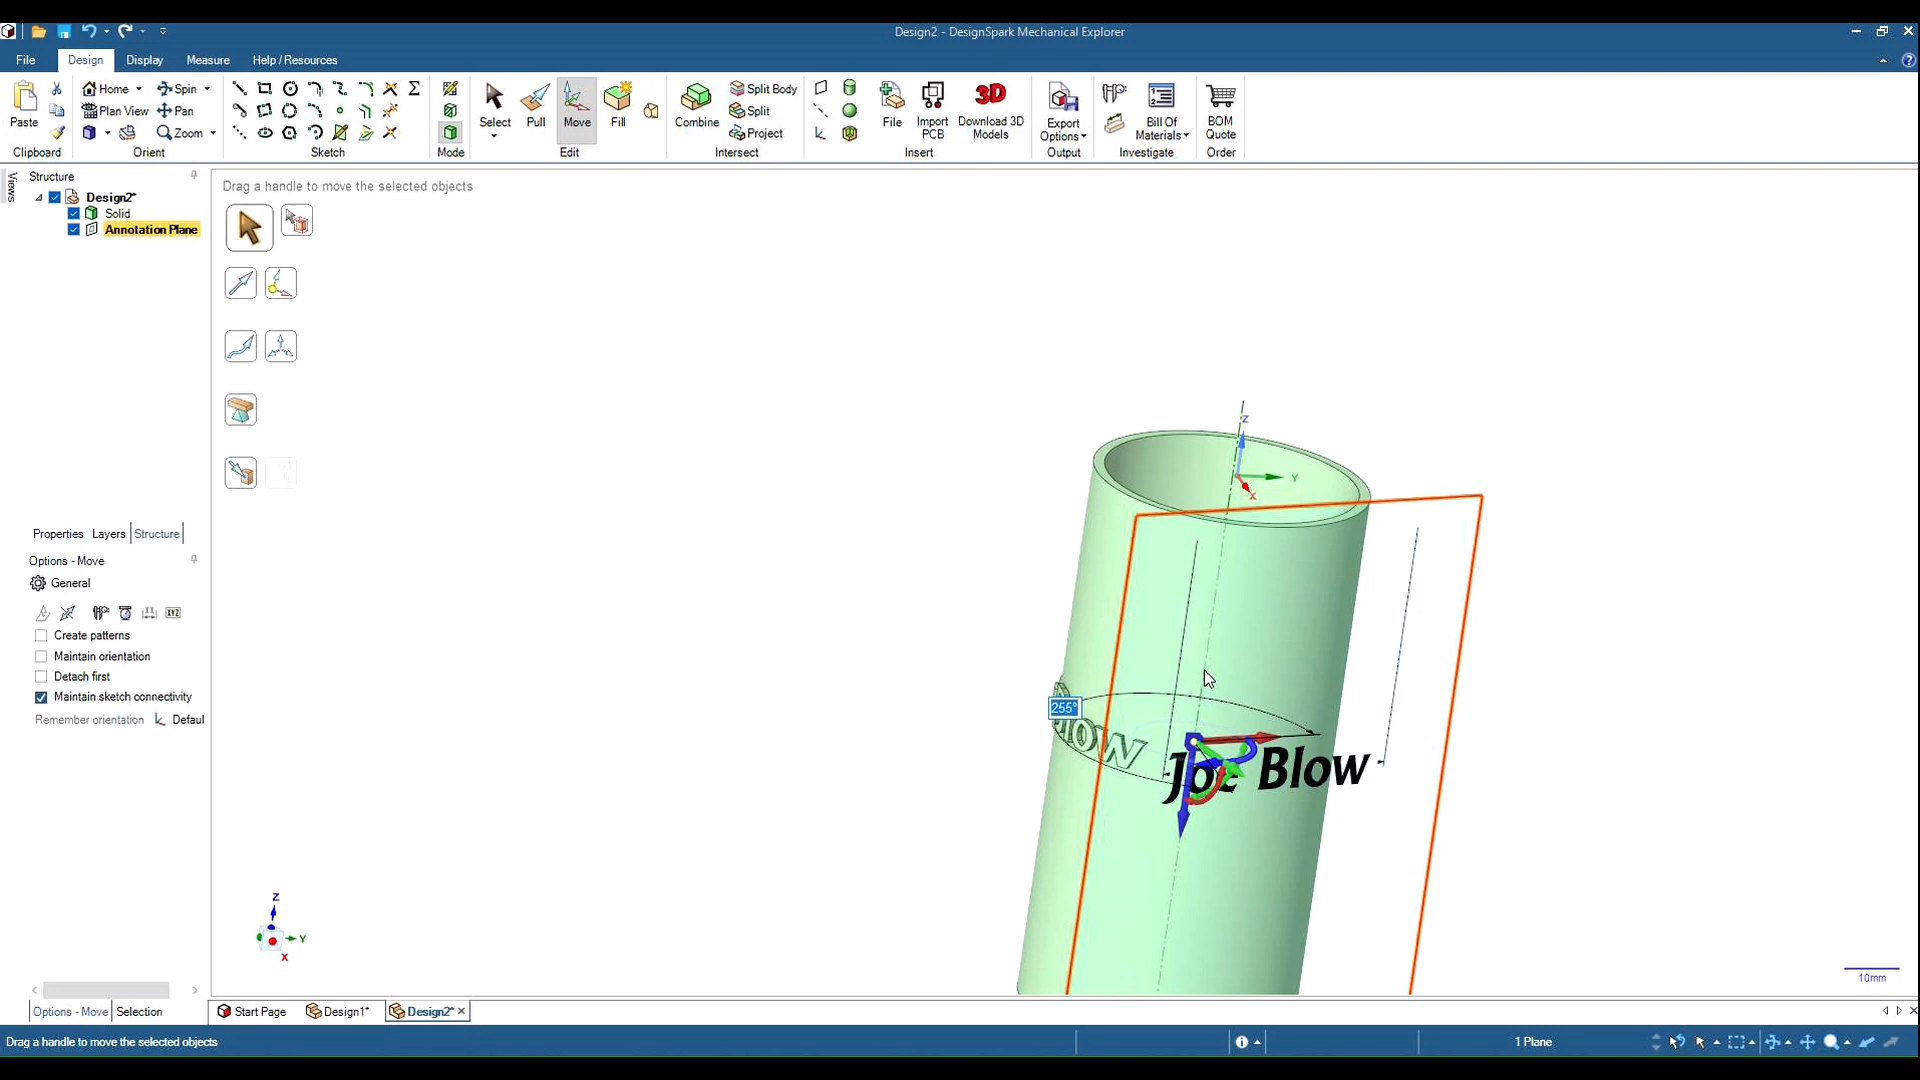 Design2 - DesignSpark Mechanical Explorer
File Design Display Measure Help / Resources
Paste
Clipboard
Home Spin
Plan View Pan
Zoom
Orient
Sketch
Mode
Select Pull Move Fill
Edit
Combine
Split Body
Split
Project
Intersect
File Import PCB Download 3D Models
3D
Insert
Export Options
Output
Bill Of Materials
Investigate
BOM Quote
Order
Views
Structure
Design2*
Solid
Annotation Plane
Drag a handle to move the selected objects
Z
Y
X
255°
low
Joe Blow
Properties Layers Structure
Options - Move
General
XYZ
Create patterns
Maintain orientation
Detach first
Maintain sketch connectivity
Remember orientation Defaul
Z
Y
X
10mm
Options - Move Selection
Start Page Design1* Design2*
Drag a handle to move the selected objects
1 Plane